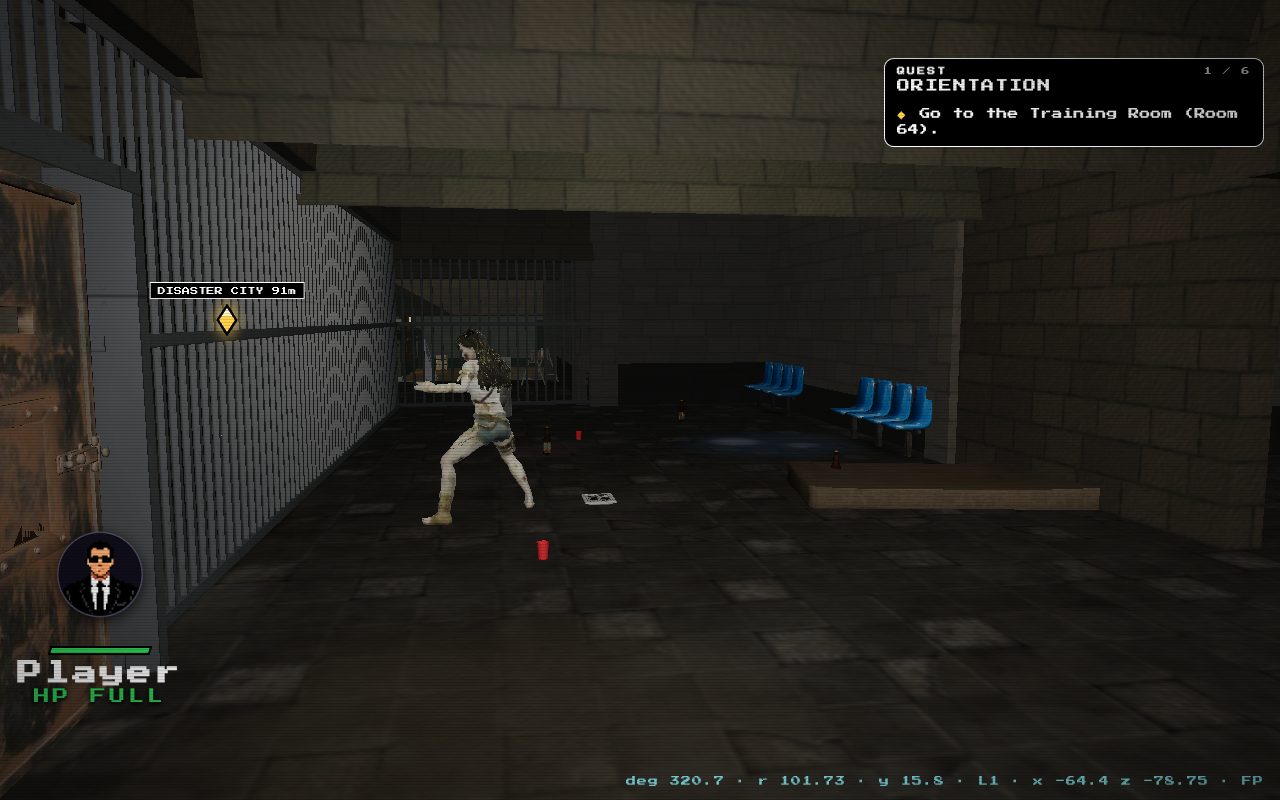 QUEST 1 / 6
ORIENTATION
◆ Go to the Training Room (Room
64).
DISASTER CITY 91m
Player
HP FULL
deg 320.7 · r 101.73 · y 15.8 · L1 · x -64.4 z -78.75 · FP